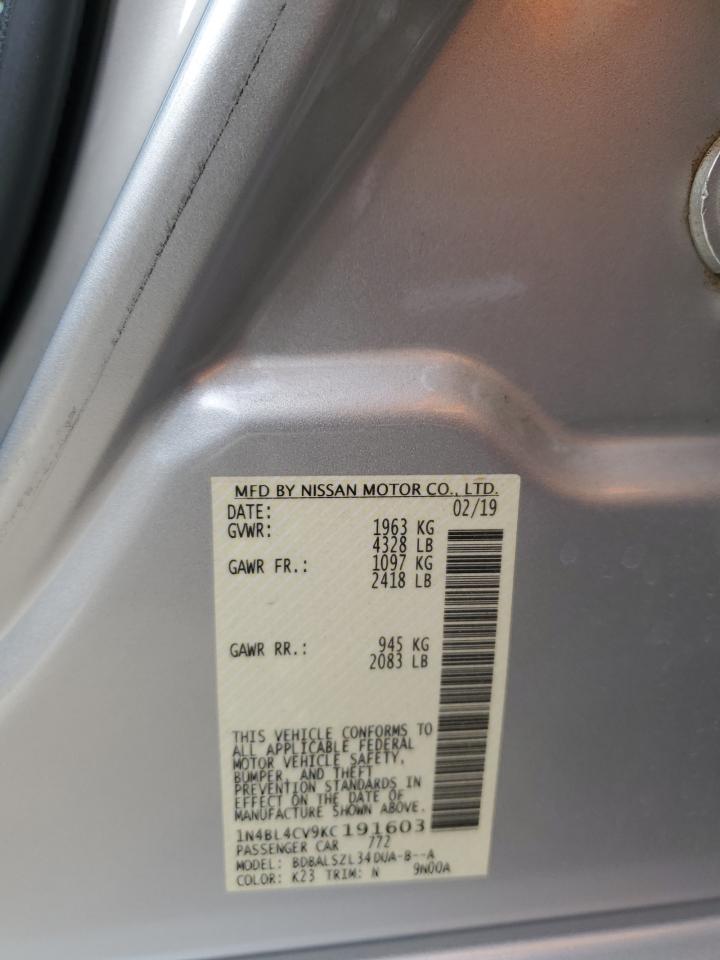 MFD BY NISSAN MOTOR CO., LTD.
DATE: 02/19
GVWR: 1963 KG
4328 LB
GAWR FR.: 1097 KG
2418 LB
GAWR RR.: 945 KG
2083 LB
THIS VEHICLE CONFORMS TO
ALL APPLICABLE FEDERAL
MOTOR VEHICLE SAFETY,
BUMPER, AND THEFT
PREVENTION STANDARDS IN
EFFECT ON THE DATE OF
MANUFACTURE SHOWN ABOVE.
1N4BL4CV9KC191603
PASSENGER CAR 772
MODEL: BDBALSZL34DUA-B--A
COLOR: K23 TRIM: N 9N00A